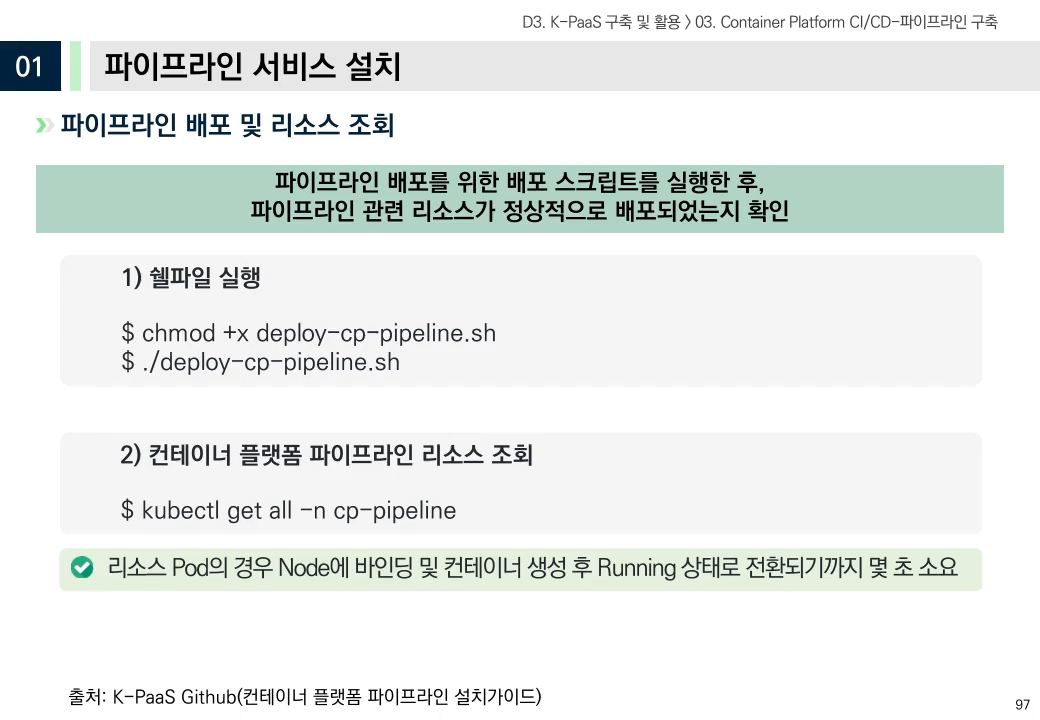 D3. K-PaaS 구축 및 활용 > 03. Container Platform CI/CD-파이프라인 구축
01
파이프라인 서비스 설치
파이프라인 배포 및 리소스 조회
파이프라인 배포를 위한 배포 스크립트를 실행한 후,
파이프라인 관련 리소스가 정상적으로 배포되었는지 확인
1) 쉘파일 실행
$ chmod +x deploy-cp-pipeline.sh
$ ./deploy-cp-pipeline.sh
2) 컨테이너 플랫폼 파이프라인 리소스 조회
$ kubectl get all -n cp-pipeline
리소스 Pod의 경우 Node에 바인딩 및 컨테이너 생성 후 Running 상태로 전환되기까지 몇 초 소요
출처: K-PaaS Github(컨테이너 플랫폼 파이프라인 설치가이드)
97